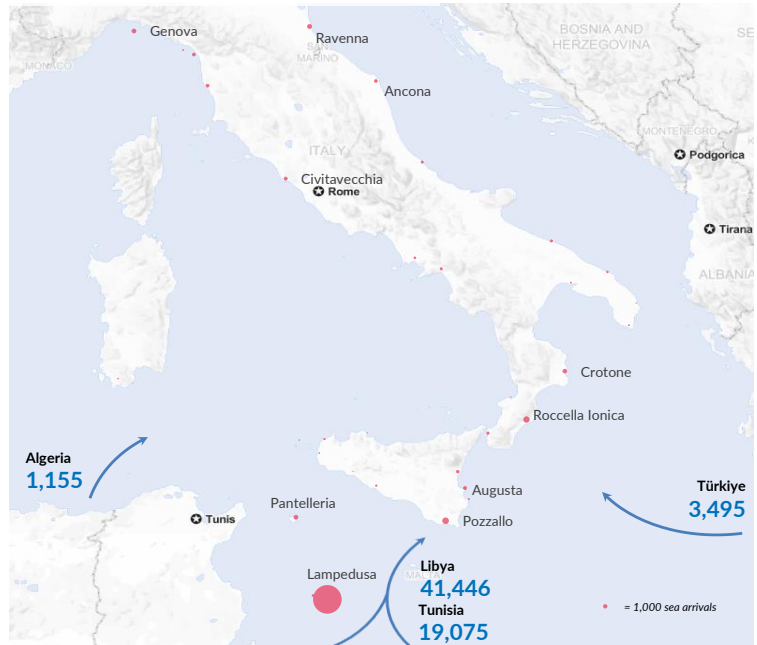 Genova
Ravenna
SAN
MARINO
MONACO
BOSNIA AND
HERZEGOVINA
SE
Ancona
MONTENEGRO
K
ITALY
Podgorica
Civitavecchia
Rome
Tirana
ALBANIA
Crotone
Roccella Ionica
Algeria
1,155
Augusta
Türkiye
3,495
Pantelleria
Tunis
Pozzallo
Lampedusa
MALTA
Libya
41,446
Tunisia
19,075
= 1,000 sea arrivals